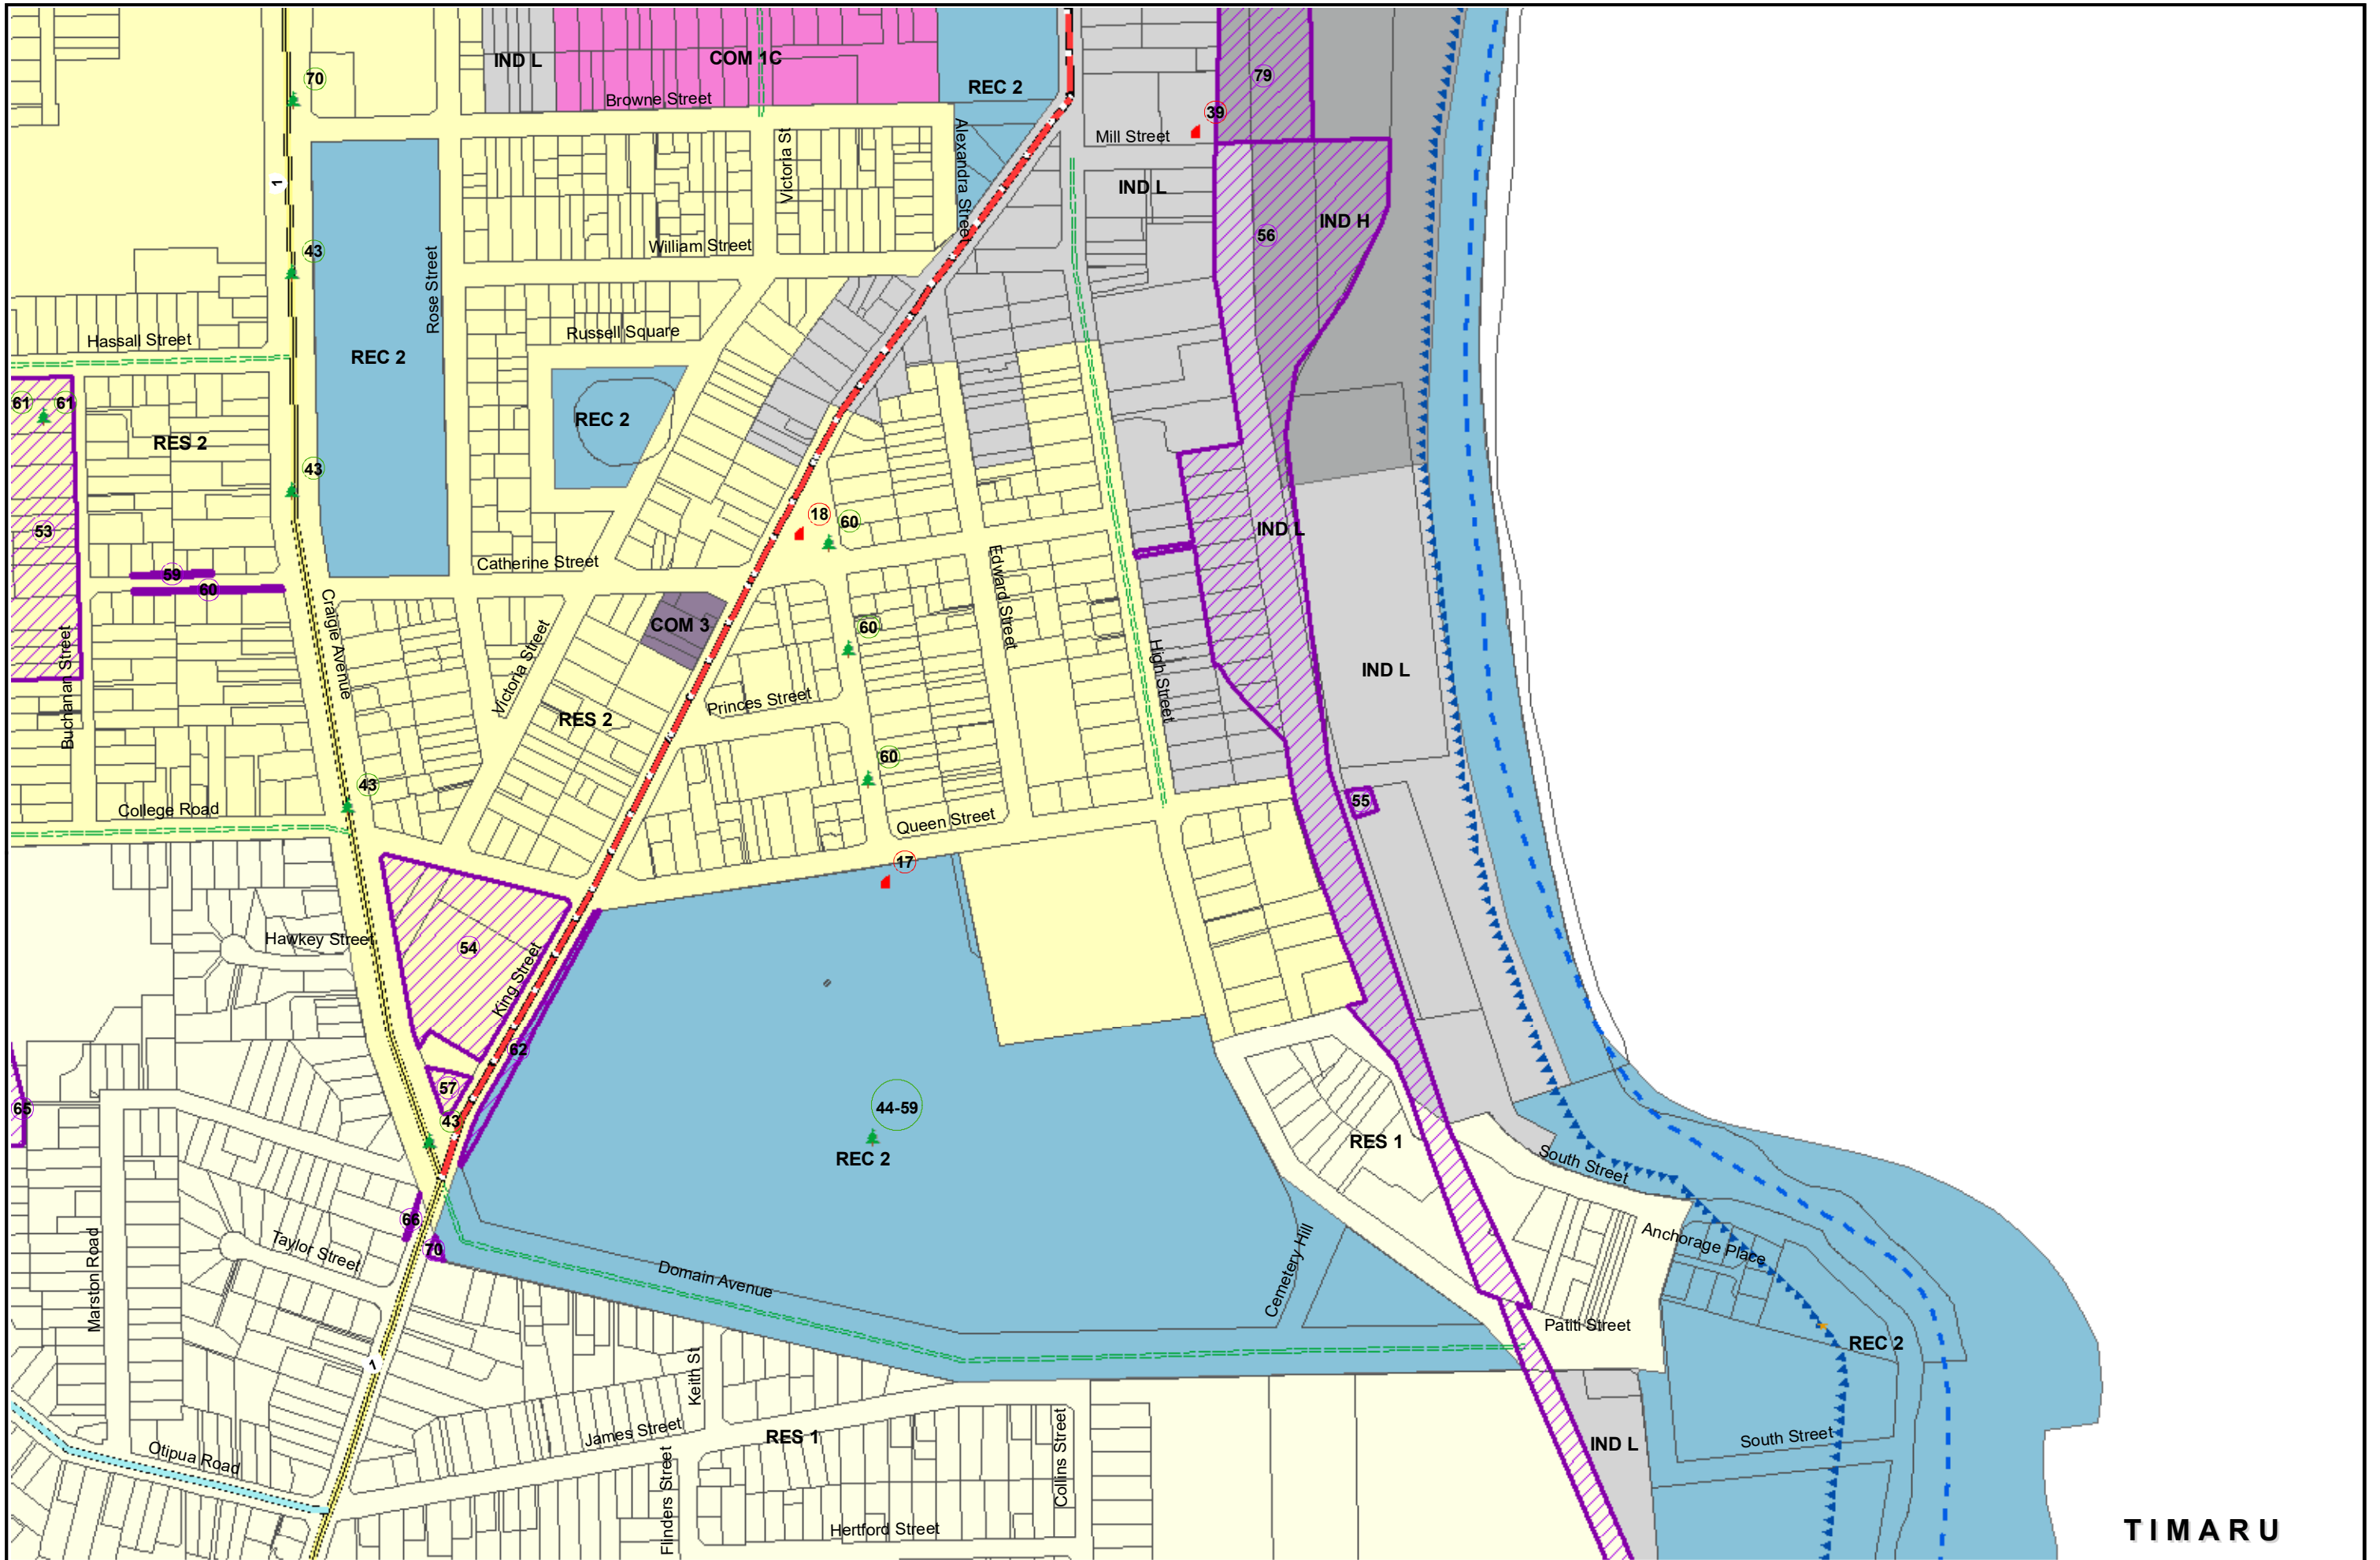 IND L
COM 1C
REC 2
70
79
Browne Street
39
Mill Street
Alexandra Street
Victoria St
1
IND L
IND H
56
43
William Street
Rose Street
Russell Square
Hassall Street
REC 2
REC 2
61
61
RES 2
43
18
60
IND L
53
Catherine Street
59
60
Edward Street
Craigie Avenue
COM 3
60
High Street
IND L
Buchanan Street
Victoria Street
RES 2
Princes Street
60
43
College Road
Queen Street
55
17
Hawkey Street
54
King Street
62
57
43
65
44-59
REC 2
RES 1
South Street
66
70
Taylor Street
Marston Road
Domain Avenue
Cemetery Hill
Anchorage Place
Patiti Street
REC 2
1
Keith St
James Street
RES 1
Collins Street
IND L
South Street
Otipua Road
Flinders Street
Hertford Street
TIMARU